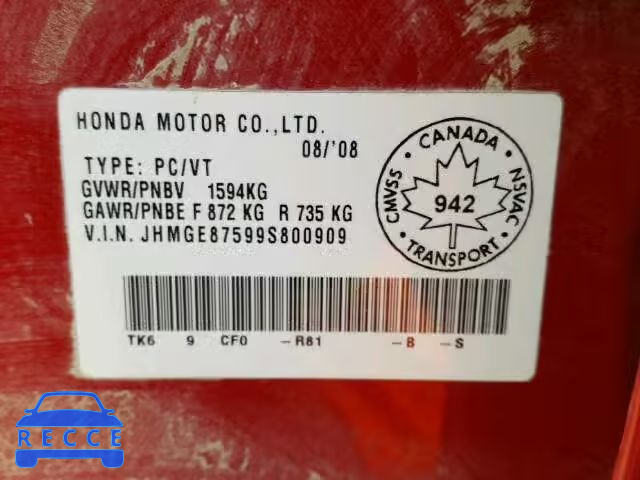 HONDA MOTOR CO.,LTD.
08/'08
TYPE: PC/VT
GVWR/PNBV 1594KG
GAWR/PNBE F 872 KG R 735 KG
V.I.N. JHMGE87599S800909
CANADA
CMVSS
NSVAC
942
TRANSPORT
TK6 9 CF0 -R81 -B -S
RECCE